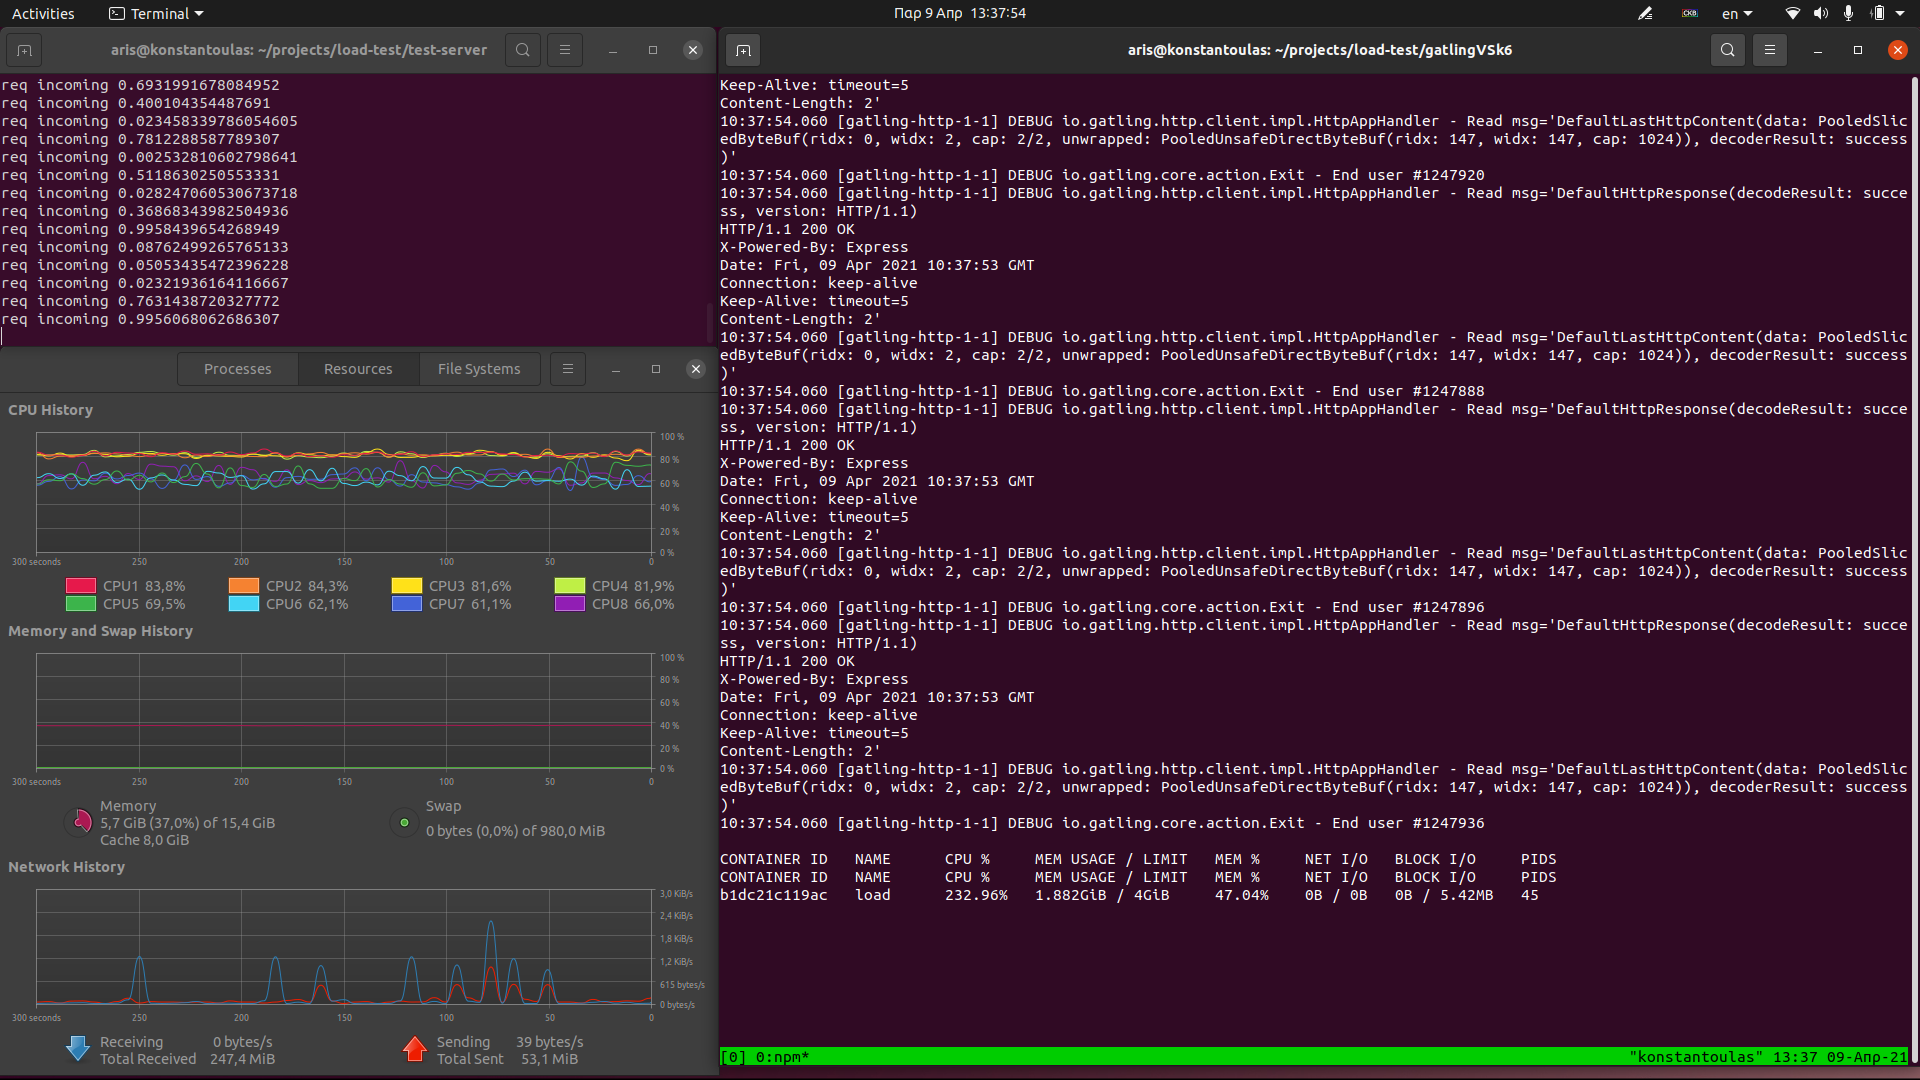 Activities
Terminal
Παρ 9 Απρ 13:37:54
en
aris@konstantoulas: ~/projects/load-test/test-server
req incoming 0.6931991678084952
req incoming 0.400104354487691
req incoming 0.023458339786054605
req incoming 0.7812288587789307
req incoming 0.002532810602798641
req incoming 0.5118630250553331
req incoming 0.028247060530673718
req incoming 0.36868343982504936
req incoming 0.9958439654268949
req incoming 0.08762499265765133
req incoming 0.05053435472396228
req incoming 0.02321936164116667
req incoming 0.7631438720327772
req incoming 0.9956068062686307
Processes Resources File Systems
CPU History
100 %
80 %
60 %
40 %
20 %
0 %
300 seconds 250 200 150 100 50 0
CPU1 83,8% CPU2 84,3% CPU3 81,6% CPU4 81,9%
CPU5 69,5% CPU6 62,1% CPU7 61,1% CPU8 66,0%
Memory and Swap History
100 %
80 %
60 %
40 %
20 %
0 %
300 seconds 250 200 150 100 50 0
Memory
5,7 GiB (37,0%) of 15,4 GiB
Cache 8,0 GiB
Swap
0 bytes (0,0%) of 980,0 MiB
Network History
3,0 KiB/s
2,4 KiB/s
1,8 KiB/s
1,2 KiB/s
615 bytes/s
0 bytes/s
300 seconds 250 200 150 100 50 0
Receiving 0 bytes/s
Total Received 247,4 MiB
Sending 39 bytes/s
Total Sent 53,1 MiB
aris@konstantoulas: ~/projects/load-test/gatlingVSk6
Keep-Alive: timeout=5
Content-Length: 2'
10:37:54.060 [gatling-http-1-1] DEBUG io.gatling.http.client.impl.HttpAppHandler - Read msg='DefaultLastHttpContent(data: PooledSlic
edByteBuf(ridx: 0, widx: 2, cap: 2/2, unwrapped: PooledUnsafeDirectByteBuf(ridx: 147, widx: 147, cap: 1024)), decoderResult: success
)'
10:37:54.060 [gatling-http-1-1] DEBUG io.gatling.core.action.Exit - End user #1247920
10:37:54.060 [gatling-http-1-1] DEBUG io.gatling.http.client.impl.HttpAppHandler - Read msg='DefaultHttpResponse(decodeResult: succe
ss, version: HTTP/1.1)
HTTP/1.1 200 OK
X-Powered-By: Express
Date: Fri, 09 Apr 2021 10:37:53 GMT
Connection: keep-alive
Keep-Alive: timeout=5
Content-Length: 2'
10:37:54.060 [gatling-http-1-1] DEBUG io.gatling.http.client.impl.HttpAppHandler - Read msg='DefaultLastHttpContent(data: PooledSlic
edByteBuf(ridx: 0, widx: 2, cap: 2/2, unwrapped: PooledUnsafeDirectByteBuf(ridx: 147, widx: 147, cap: 1024)), decoderResult: success
)'
10:37:54.060 [gatling-http-1-1] DEBUG io.gatling.core.action.Exit - End user #1247888
10:37:54.060 [gatling-http-1-1] DEBUG io.gatling.http.client.impl.HttpAppHandler - Read msg='DefaultHttpResponse(decodeResult: succe
ss, version: HTTP/1.1)
HTTP/1.1 200 OK
X-Powered-By: Express
Date: Fri, 09 Apr 2021 10:37:53 GMT
Connection: keep-alive
Keep-Alive: timeout=5
Content-Length: 2'
10:37:54.060 [gatling-http-1-1] DEBUG io.gatling.http.client.impl.HttpAppHandler - Read msg='DefaultLastHttpContent(data: PooledSlic
edByteBuf(ridx: 0, widx: 2, cap: 2/2, unwrapped: PooledUnsafeDirectByteBuf(ridx: 147, widx: 147, cap: 1024)), decoderResult: success
)'
10:37:54.060 [gatling-http-1-1] DEBUG io.gatling.core.action.Exit - End user #1247896
10:37:54.060 [gatling-http-1-1] DEBUG io.gatling.http.client.impl.HttpAppHandler - Read msg='DefaultHttpResponse(decodeResult: succe
ss, version: HTTP/1.1)
HTTP/1.1 200 OK
X-Powered-By: Express
Date: Fri, 09 Apr 2021 10:37:53 GMT
Connection: keep-alive
Keep-Alive: timeout=5
Content-Length: 2'
10:37:54.060 [gatling-http-1-1] DEBUG io.gatling.http.client.impl.HttpAppHandler - Read msg='DefaultLastHttpContent(data: PooledSlic
edByteBuf(ridx: 0, widx: 2, cap: 2/2, unwrapped: PooledUnsafeDirectByteBuf(ridx: 147, widx: 147, cap: 1024)), decoderResult: success
)'
10:37:54.060 [gatling-http-1-1] DEBUG io.gatling.core.action.Exit - End user #1247936
CONTAINER ID NAME CPU % MEM USAGE / LIMIT MEM % NET I/O BLOCK I/O PIDS
CONTAINER ID NAME CPU % MEM USAGE / LIMIT MEM % NET I/O BLOCK I/O PIDS
b1dc21c119ac load 232.96% 1.882GiB / 4GiB 47.04% 0B / 0B 0B / 5.42MB 45
[0] 0:npm* "konstantoulas" 13:37 09-Απρ-21